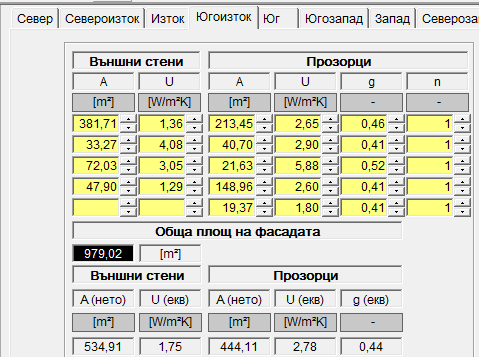 Север Североизток Изток Югоизток Юг Югозапад Запад Североза
Външни стени Прозорци
A U A U g n
[m²] [W/m²K] [m²] [W/m²K] - -
381,71 1,36 213,45 2,65 0,46 1
33,27 4,08 40,70 2,90 0,41 1
72,03 3,05 21,63 5,88 0,52 1
47,90 1,29 148,96 2,60 0,41 1
19,37 1,80 0,41 1
Обща площ на фасадата
979,02 [m²]
Външни стени Прозорци
A (нето) U (екв) A (нето) U (екв) g (екв)
[m²] [W/m²K] [m²] [W/m²K] -
534,91 1,75 444,11 2,78 0,44